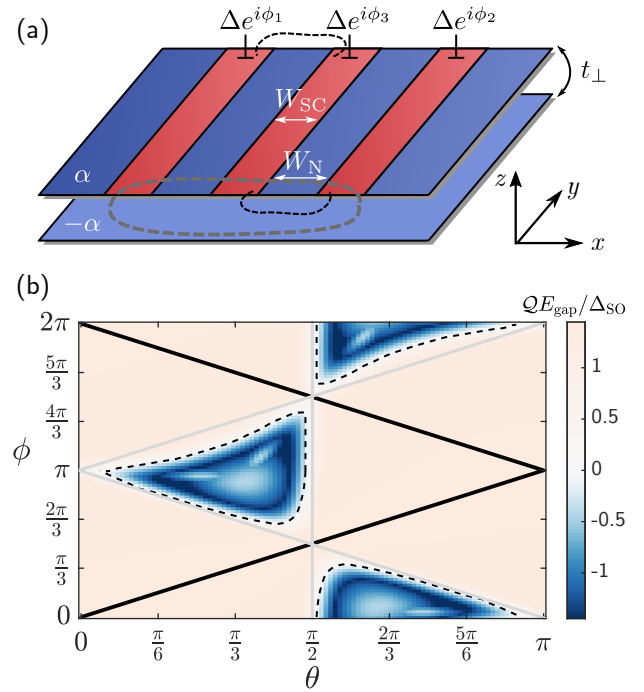 (a)
Δe^{iϕ_1} Δe^{iϕ_3} Δe^{iϕ_2}
t_⊥
W_SC
W_N
α
−α
z
y
x
(b)
𝒬E_gap/Δ_SO
2π
5π/3
4π/3
π
2π/3
π/3
0
ϕ
0 π/6 π/3 π/2 2π/3 5π/6 π
θ
1
0.5
0
-0.5
-1